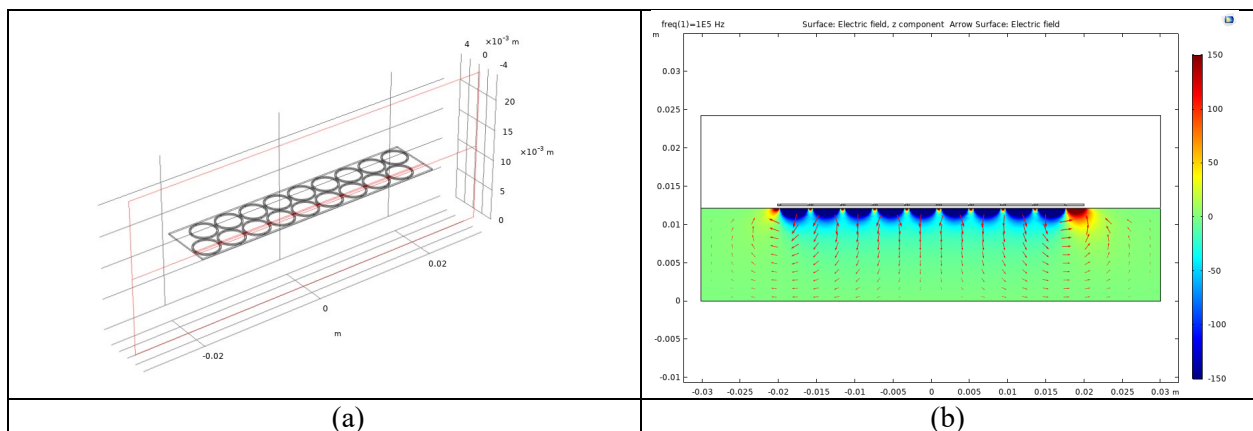 ×10⁻³ m
4 0 -4
20
15
×10⁻³ m
10
5
0
0.02
0
m
-0.02
(a)
freq(1)=1E5 Hz Surface: Electric field, z component Arrow Surface: Electric field
m
0.03
0.025
0.02
0.015
0.01
0.005
0
-0.005
-0.01
-0.03 -0.025 -0.02 -0.015 -0.01 -0.005 0 0.005 0.01 0.015 0.02 0.025 0.03 m
150
100
50
0
-50
-100
-150
(b)